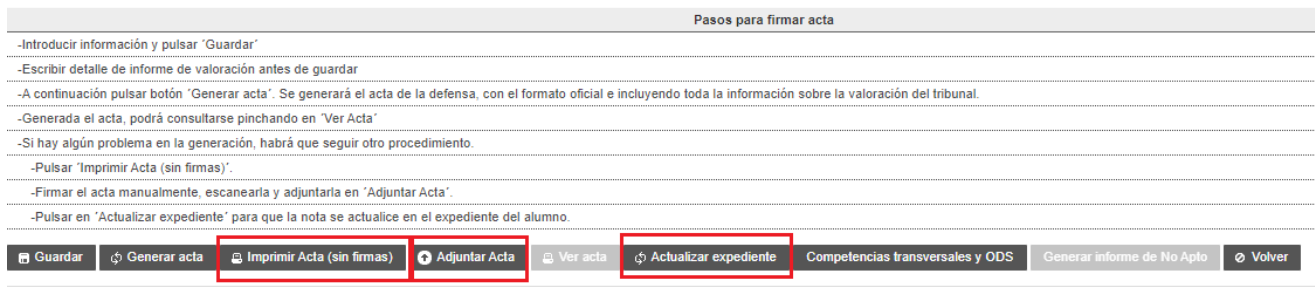 Pasos para firmar acta
-Introducir información y pulsar ´Guardar´
-Escribir detalle de informe de valoración antes de guardar
-A continuación pulsar botón ´Generar acta´. Se generará el acta de la defensa, con el formato oficial e incluyendo toda la información sobre la valoración del tribunal.
-Generada el acta, podrá consultarse pinchando en ´Ver Acta´
-Si hay algún problema en la generación, habrá que seguir otro procedimiento.
-Pulsar ´Imprimir Acta (sin firmas)´.
-Firmar el acta manualmente, escanearla y adjuntarla en ´Adjuntar Acta´.
-Pulsar en ´Actualizar expediente´ para que la nota se actualice en el expediente del alumno.
Guardar Generar acta Imprimir Acta (sin firmas) Adjuntar Acta Ver acta Actualizar expediente Competencias transversales y ODS Generar informe de No Apto Volver